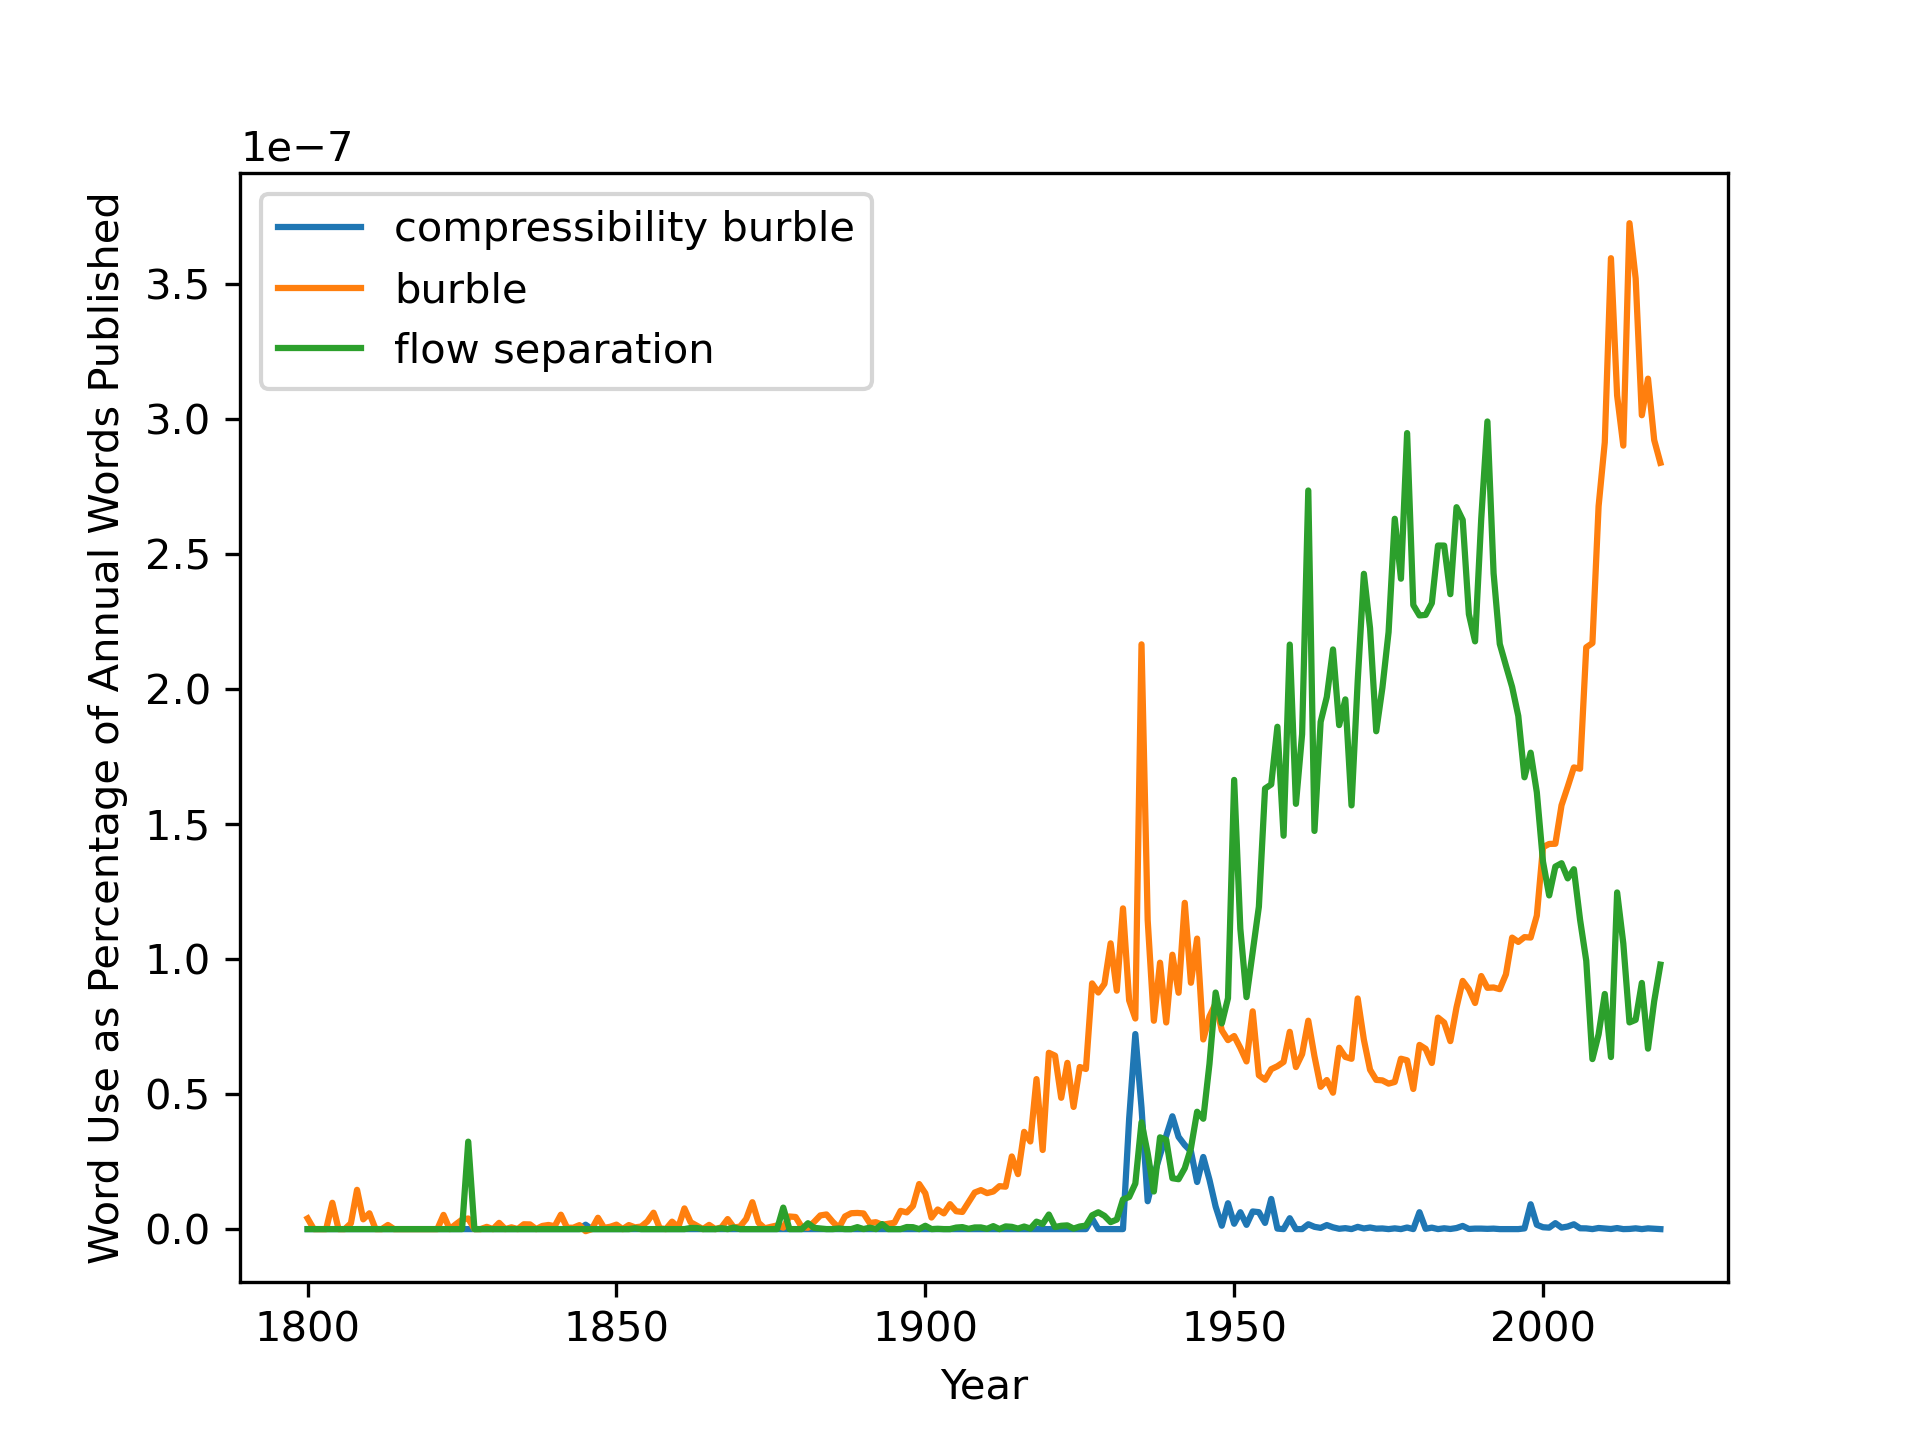 1e−7
compressibility burble
burble
flow separation
Word Use as Percentage of Annual Words Published
3.5
3.0
2.5
2.0
1.5
1.0
0.5
0.0
1800 1850 1900 1950 2000
Year